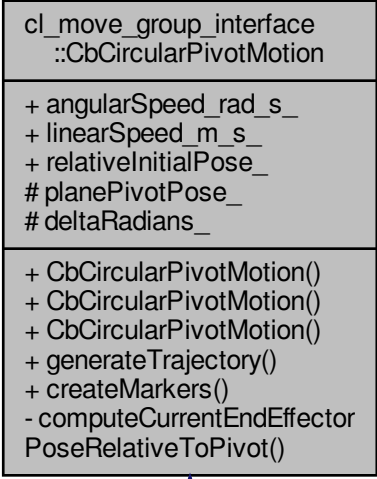 cl_move_group_interface
::CbCircularPivotMotion
+ angularSpeed_rad_s_
+ linearSpeed_m_s_
+ relativeInitialPose_
# planePivotPose_
# deltaRadians_
+ CbCircularPivotMotion()
+ CbCircularPivotMotion()
+ CbCircularPivotMotion()
+ generateTrajectory()
+ createMarkers()
- computeCurrentEndEffector
PoseRelativeToPivot()